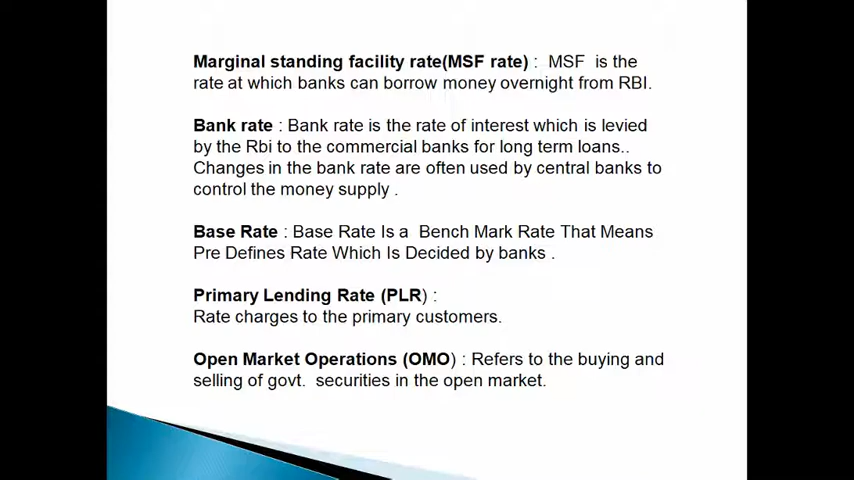 Marginal standing facility rate(MSF rate) :  MSF  is the
rate at which banks can borrow money overnight from RBI.
Bank rate : Bank rate is the rate of interest which is levied
by the Rbi to the commercial banks for long term loans..
Changes in the bank rate are often used by central banks to
control the money supply .
Base Rate : Base Rate Is a  Bench Mark Rate That Means
Pre Defines Rate Which Is Decided by banks .
Primary Lending Rate (PLR) :
Rate charges to the primary customers.
Open Market Operations (OMO) : Refers to the buying and
selling of govt.  securities in the open market.